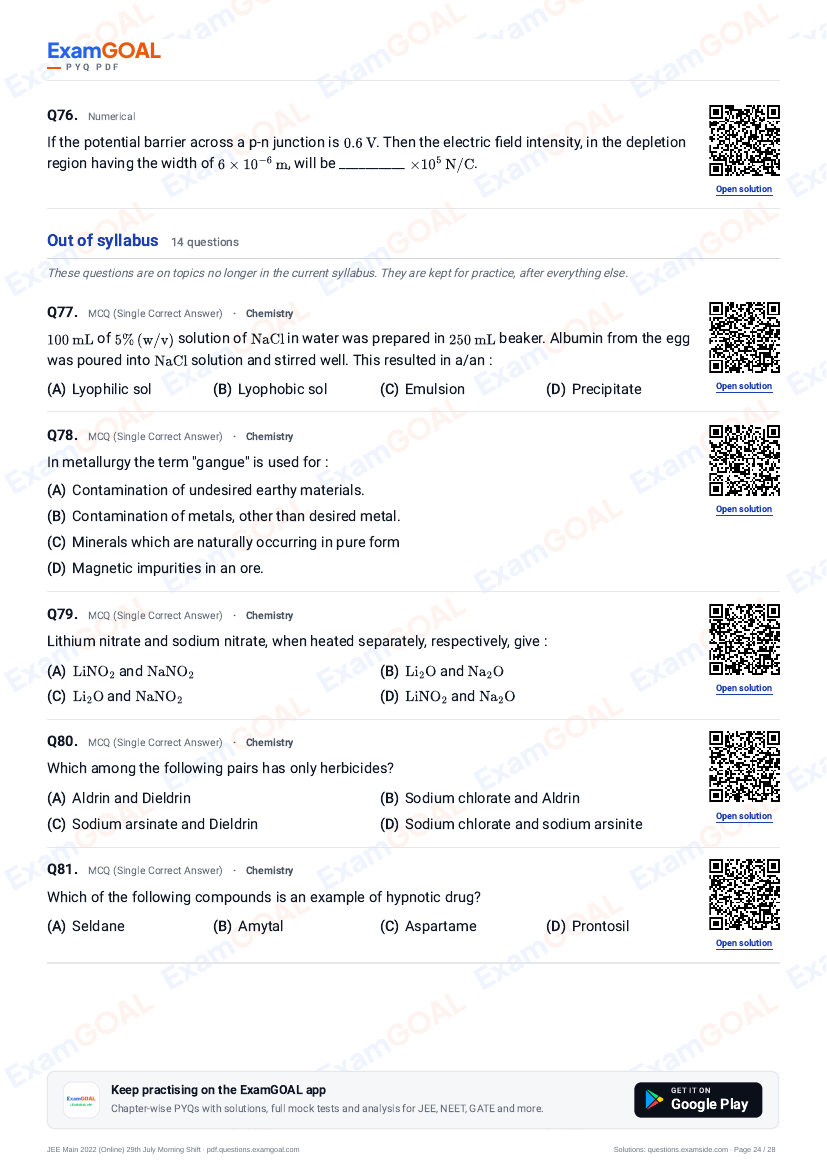 ExamGOAL
PYQ PDF
Q76. Numerical
If the potential barrier across a p-n junction is 0.6 V. Then the electric field intensity, in the depletion
region having the width of 6 × 10⁻⁶ m, will be __________ ×10⁵ N/C.
Open solution
Out of syllabus 14 questions
These questions are on topics no longer in the current syllabus. They are kept for practice, after everything else.
Q77. MCQ (Single Correct Answer) · Chemistry
100 mL of 5% (w/v) solution of NaCl in water was prepared in 250 mL beaker. Albumin from the egg
was poured into NaCl solution and stirred well. This resulted in a/an :
(A) Lyophilic sol (B) Lyophobic sol (C) Emulsion (D) Precipitate
Open solution
Q78. MCQ (Single Correct Answer) · Chemistry
In metallurgy the term "gangue" is used for :
(A) Contamination of undesired earthy materials.
(B) Contamination of metals, other than desired metal.
(C) Minerals which are naturally occurring in pure form
(D) Magnetic impurities in an ore.
Open solution
Q79. MCQ (Single Correct Answer) · Chemistry
Lithium nitrate and sodium nitrate, when heated separately, respectively, give :
(A) LiNO₂ and NaNO₂ (B) Li₂O and Na₂O
(C) Li₂O and NaNO₂ (D) LiNO₂ and Na₂O
Open solution
Q80. MCQ (Single Correct Answer) · Chemistry
Which among the following pairs has only herbicides?
(A) Aldrin and Dieldrin (B) Sodium chlorate and Aldrin
(C) Sodium arsinate and Dieldrin (D) Sodium chlorate and sodium arsinite
Open solution
Q81. MCQ (Single Correct Answer) · Chemistry
Which of the following compounds is an example of hypnotic drug?
(A) Seldane (B) Amytal (C) Aspartame (D) Prontosil
Open solution
Keep practising on the ExamGOAL app
Chapter-wise PYQs with solutions, full mock tests and analysis for JEE, NEET, GATE and more.
ExamGOAL
GET IT ON
Google Play
JEE Main 2022 (Online) 29th July Morning Shift · pdf.questions.examgoal.com
Solutions: questions.examside.com · Page 24 / 28